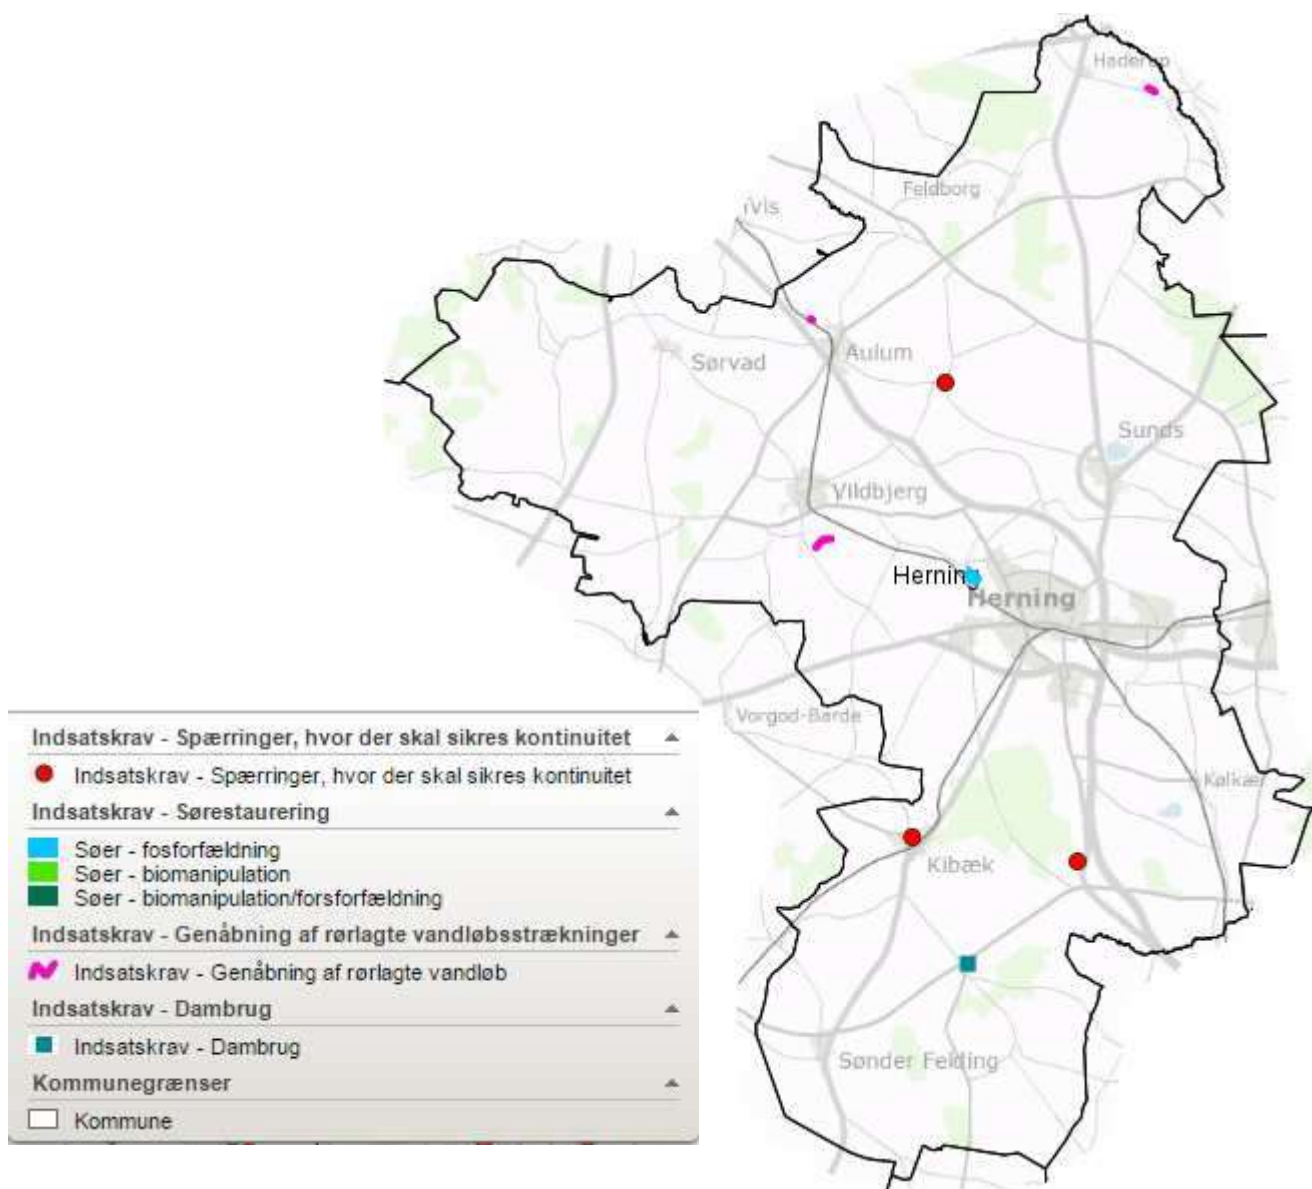 Haderup
Feldborg
rVis
Aulum
Sørvad
Sunds
Vildbjerg
Herning
Herning
Vorgod-Barde
Kølkær
Kibæk
Sønder Felding
Indsatskrav - Spærringer, hvor der skal sikres kontinuitet
Indsatskrav - Spærringer, hvor der skal sikres kontinuitet
Indsatskrav - Sørestaurering
Søer - fosforfældning
Søer - biomanipulation
Søer - biomanipulation/forsforfældning
Indsatskrav - Genåbning af rørlagte vandløbsstrækninger
Indsatskrav - Genåbning af rørlagte vandløb
Indsatskrav - Dambrug
Indsatskrav - Dambrug
Kommunegrænser
Kommune